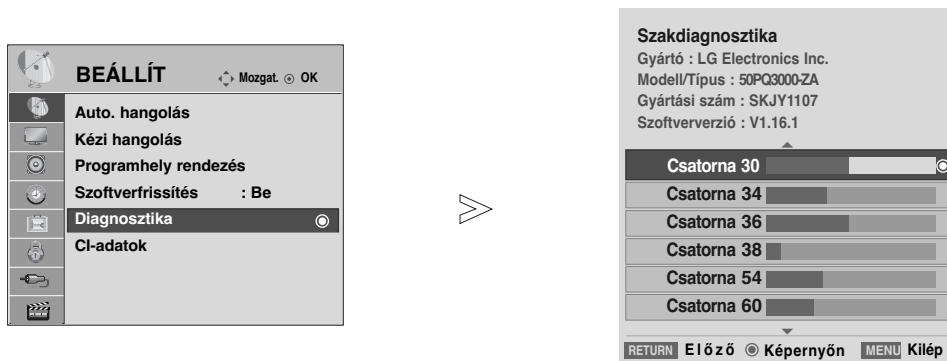 BEÁLLÍT Mozgat. OK
Auto. hangolás
Kézi hangolás
Programhely rendezés
Szoftverfrissítés : Be
Diagnosztika
CI-adatok
Szakdiagnosztika
Gyártó : LG Electronics Inc.
Modell/Típus : 50PQ3000-ZA
Gyártási szám : SKJY1107
Szoftververzió : V1.16.1
Csatorna 30
Csatorna 34
Csatorna 36
Csatorna 38
Csatorna 54
Csatorna 60
RETURN Előző Képernyőn MENU Kilép